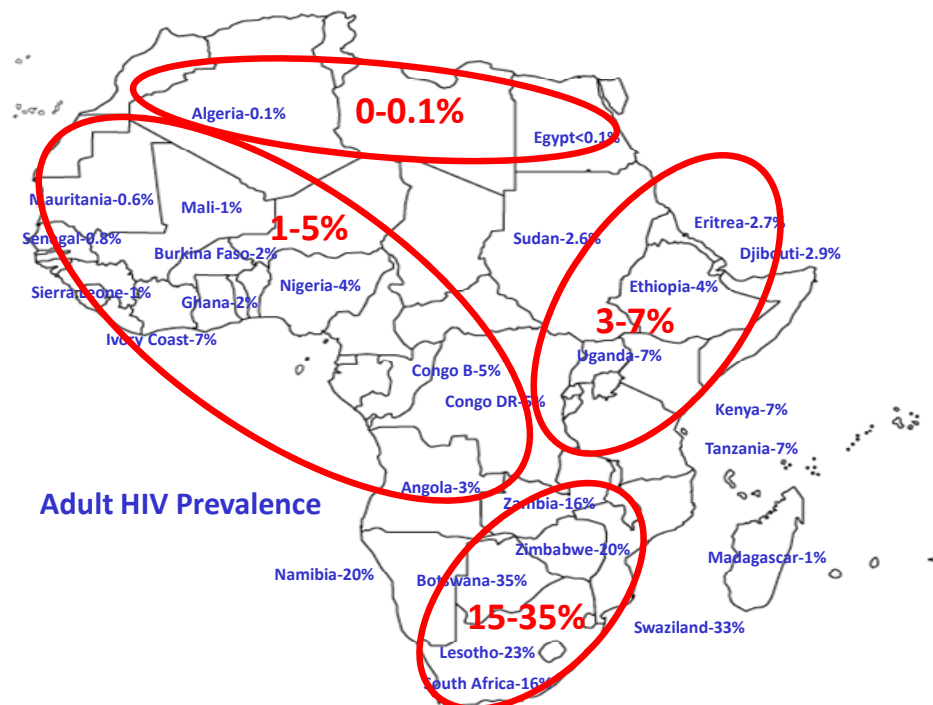 0-0.1%
Algeria-0.1%
Egypt<0.1%
Mauritania-0.6%
Mali-1%
1-5%
Senegal-0.8%
Burkina Faso-2%
Sierra Leone-1%
Ghana-2%
Nigeria-4%
Ivory Coast-7%
Sudan-2.6%
Eritrea-2.7%
Djibouti-2.9%
Ethiopia-4%
3-7%
Uganda-7%
Congo B-5%
Congo DR-5%
Kenya-7%
Tanzania-7%
Angola-3%
Adult HIV Prevalence
Zambia-16%
Zimbabwe-20%
Madagascar-1%
Namibia-20%
Botswana-35%
15-35%
Swaziland-33%
Lesotho-23%
South Africa-16%